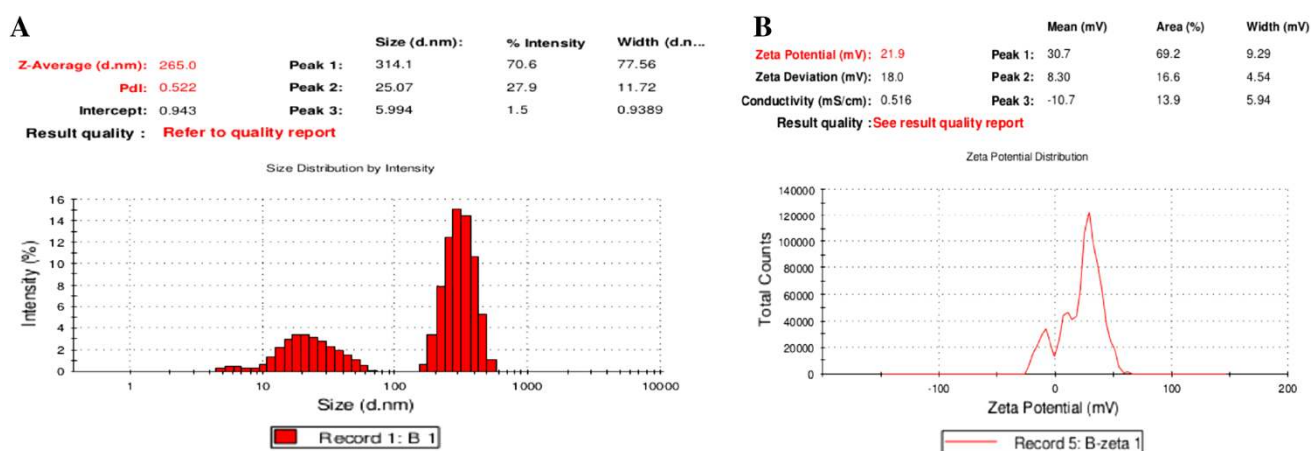 A
Size (d.nm): % Intensity Width (d.n...
Z-Average (d.nm): 265.0 Peak 1: 314.1 70.6 77.56
PdI: 0.522 Peak 2: 25.07 27.9 11.72
Intercept: 0.943 Peak 3: 5.994 1.5 0.9389
Result quality : Refer to quality report
Size Distribution by Intensity
Intensity (%)
16
14
12
10
8
6
4
2
0
1 10 100 1000 10000
Size (d.nm)
Record 1: B 1
B
Mean (mV) Area (%) Width (mV)
Zeta Potential (mV): 21.9 Peak 1: 30.7 69.2 9.29
Zeta Deviation (mV): 18.0 Peak 2: 8.30 16.6 4.54
Conductivity (mS/cm): 0.516 Peak 3: -10.7 13.9 5.94
Result quality : See result quality report
Zeta Potential Distribution
Total Counts
140000
120000
100000
80000
60000
40000
20000
0
-100 0 100 200
Zeta Potential (mV)
Record 5: B-zeta 1